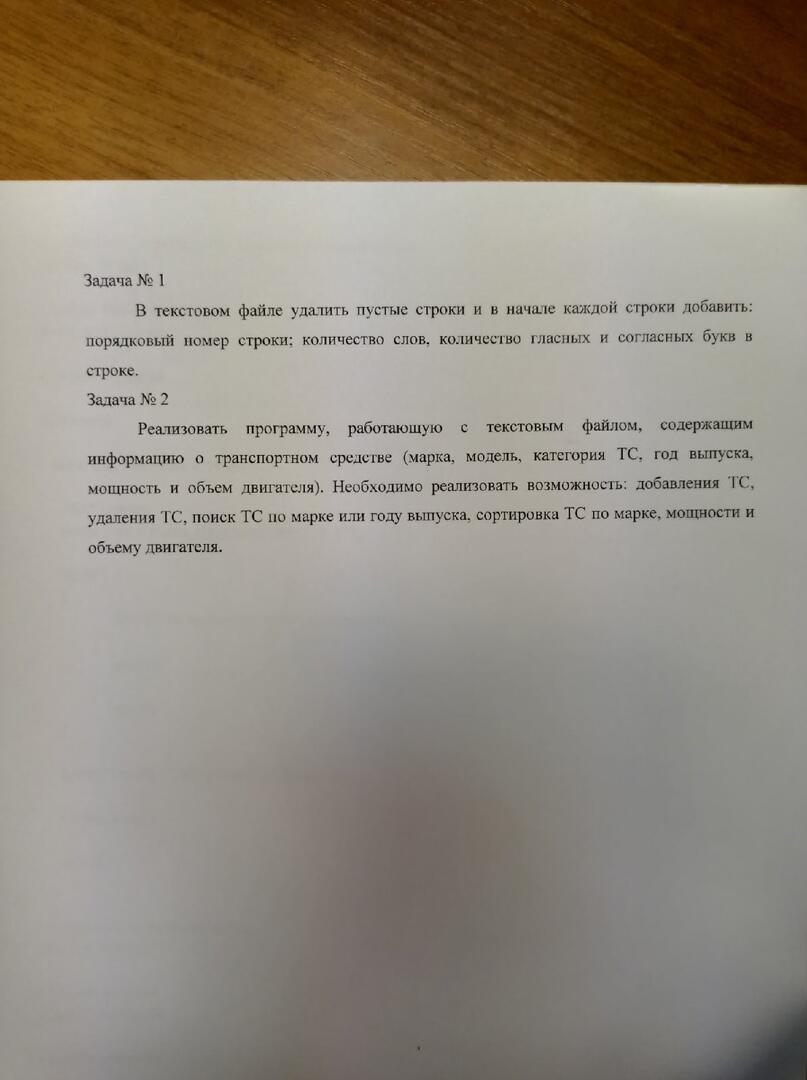 Задача № 1
В текстовом файле удалить пустые строки и в начале каждой строки добавить:
порядковый номер строки; количество слов, количество гласных и согласных букв в
строке.
Задача № 2
Реализовать программу, работающую с текстовым файлом, содержащим
информацию о транспортном средстве (марка, модель, категория ТС, год выпуска,
мощность и объем двигателя). Необходимо реализовать возможность: добавления ТС,
удаления ТС, поиск ТС по марке или году выпуска, сортировка ТС по марке, мощности и
объему двигателя.